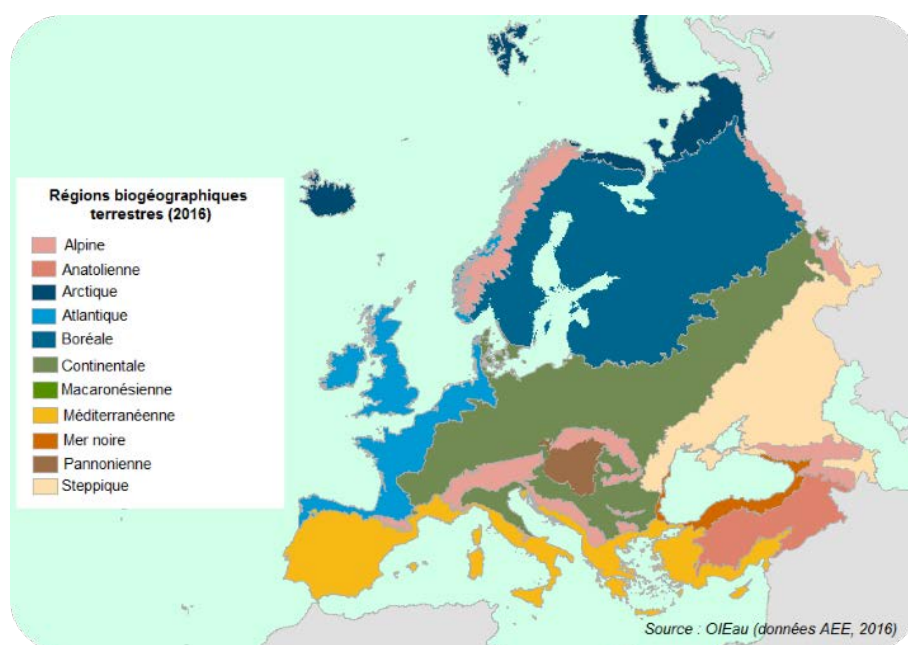 Régions biogéographiques
terrestres (2016)
Alpine
Anatolienne
Arctique
Atlantique
Boréale
Continentale
Macaronésienne
Méditerranéenne
Mer noire
Pannonienne
Steppique
Source : OIEau (données AEE, 2016)